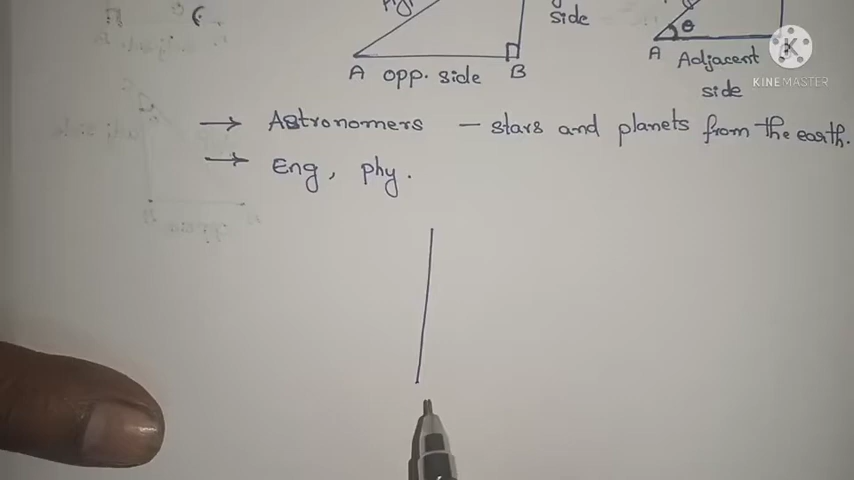 side
θ
A opp. side B
A Adjacent
side
K
KINEMASTER
→ Astronomers - stars and planets from the earth.
→ Eng, phy.